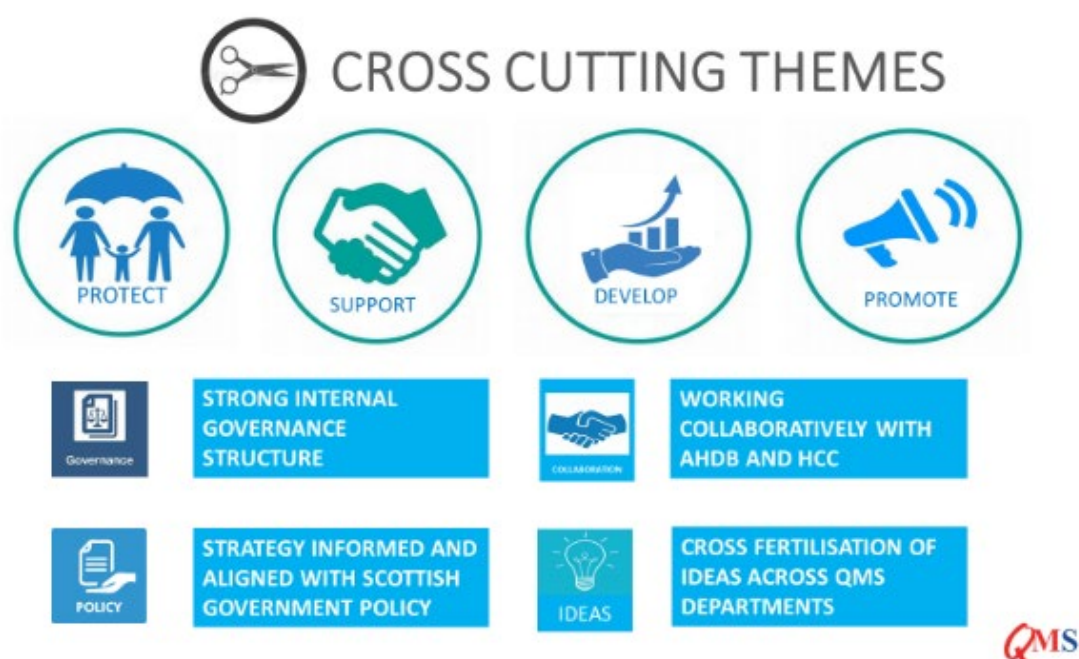 CROSS CUTTING THEMES
PROTECT
SUPPORT
DEVELOP
PROMOTE
Governance
STRONG INTERNAL
GOVERNANCE
STRUCTURE
COLLABORATION
WORKING
COLLABORATIVELY WITH
AHDB AND HCC
POLICY
STRATEGY INFORMED AND
ALIGNED WITH SCOTTISH
GOVERNMENT POLICY
IDEAS
CROSS FERTILISATION OF
IDEAS ACROSS QMS
DEPARTMENTS
QMS